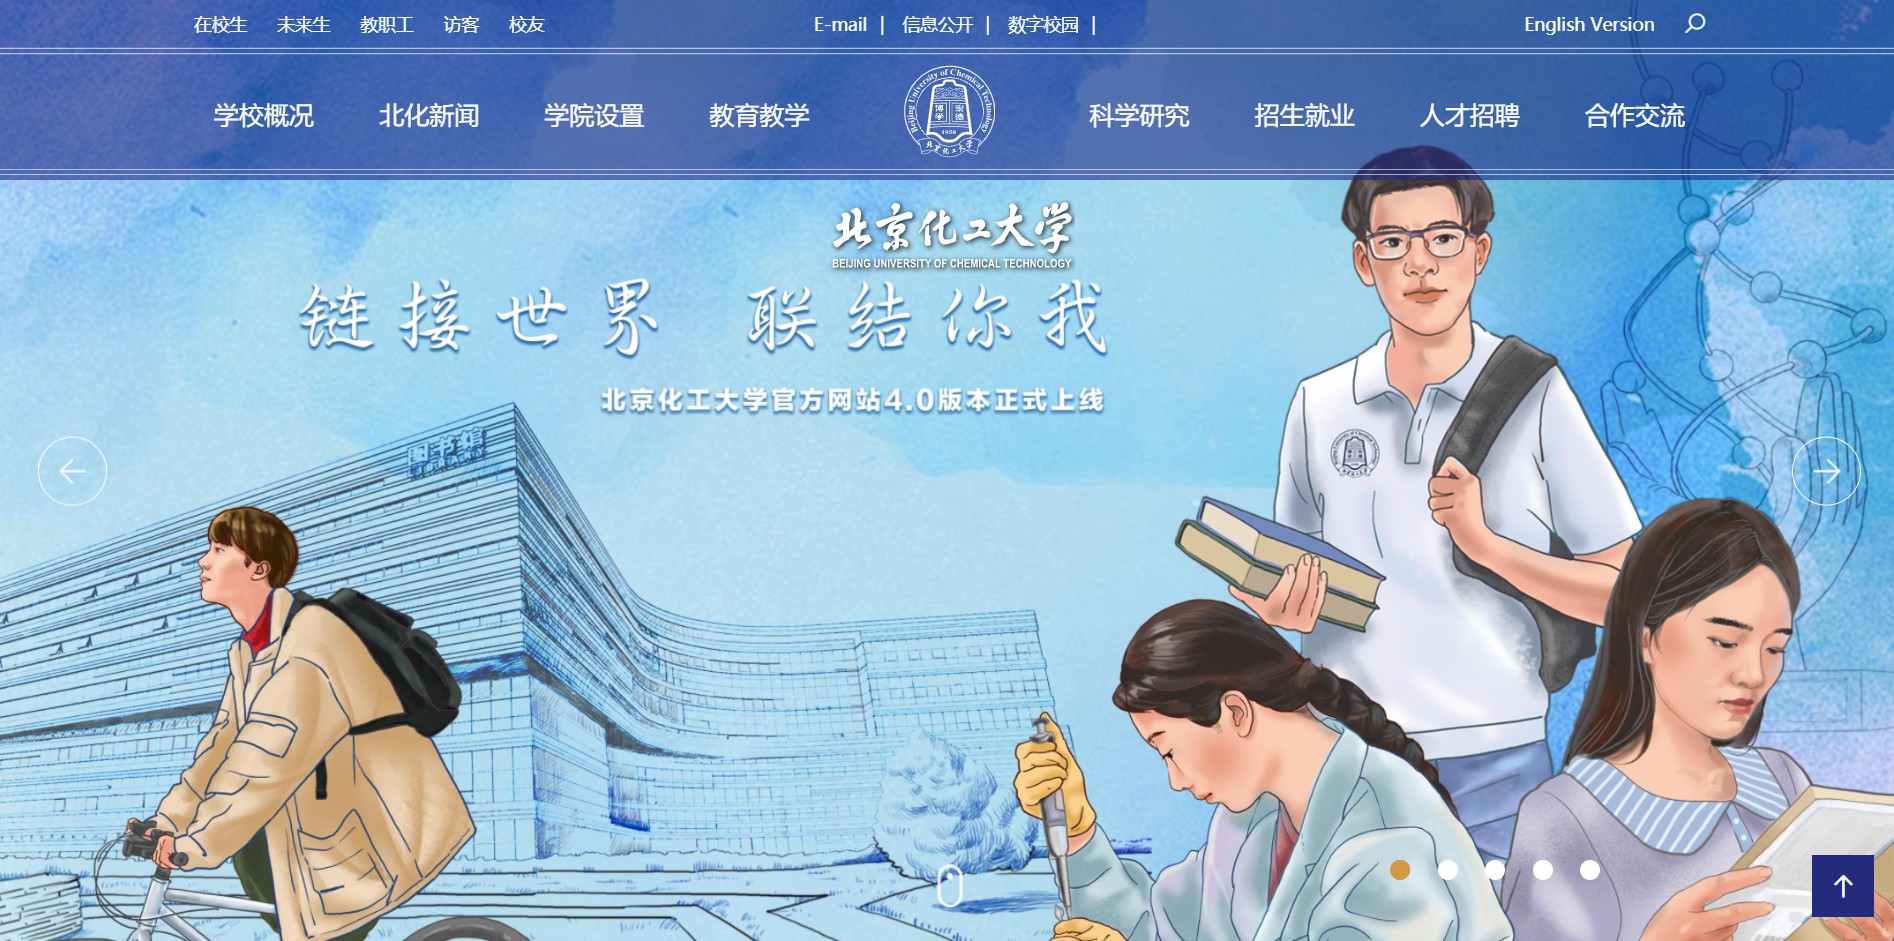 在校生 未来生 教职工 访客 校友 E-mail | 信息公开 | 数字校园 | English Version
学校概况 北化新闻 学院设置 教育教学 科学研究 招生就业 人才招聘 合作交流
Beijing University of Chemical Technology
博学 宏德
1958
北京化工大学
北京化工大学
BEIJING UNIVERSITY OF CHEMICAL TECHNOLOGY
链接世界 联结你我
北京化工大学官方网站4.0版本正式上线
图书馆